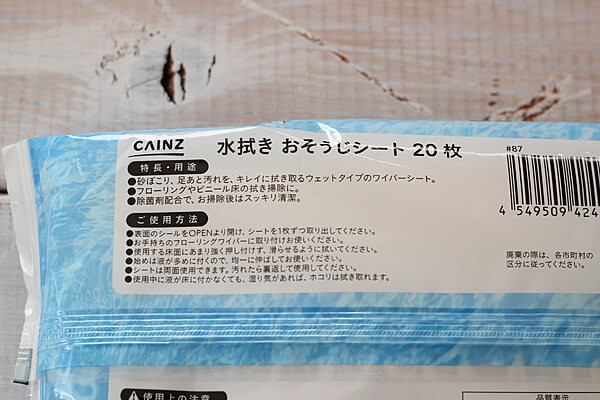 CAINZ 水拭き おそうじシート 20 枚
#87
特長・用途
●砂ぼこり、足あと汚れを、キレイに拭き取るウェットタイプのワイパーシート。
●フローリングやビニール床の拭き掃除に。
●除菌剤配合で、お掃除後はスッキリ清潔。
4 549509 424
ご使用方法
●表面のシールをOPENより開け、シートを1枚ずつ取り出してください。
●お手持ちのフローリングワイパーに取り付けお使いください。
●使用する床面にあまり強く押し付けず、滑らせるように拭いてください。
●始めは液が多めに付くので、均一に伸ばしてお使いください。
●シートは両面使用できます。汚れたら裏返して使用してください。
●使用中に液が床に付かなくても、湿り気があれば、ホコリは拭き取れます。
廃棄の際は、各市町村の
区分に従ってください。
使用上の注意
品質表示